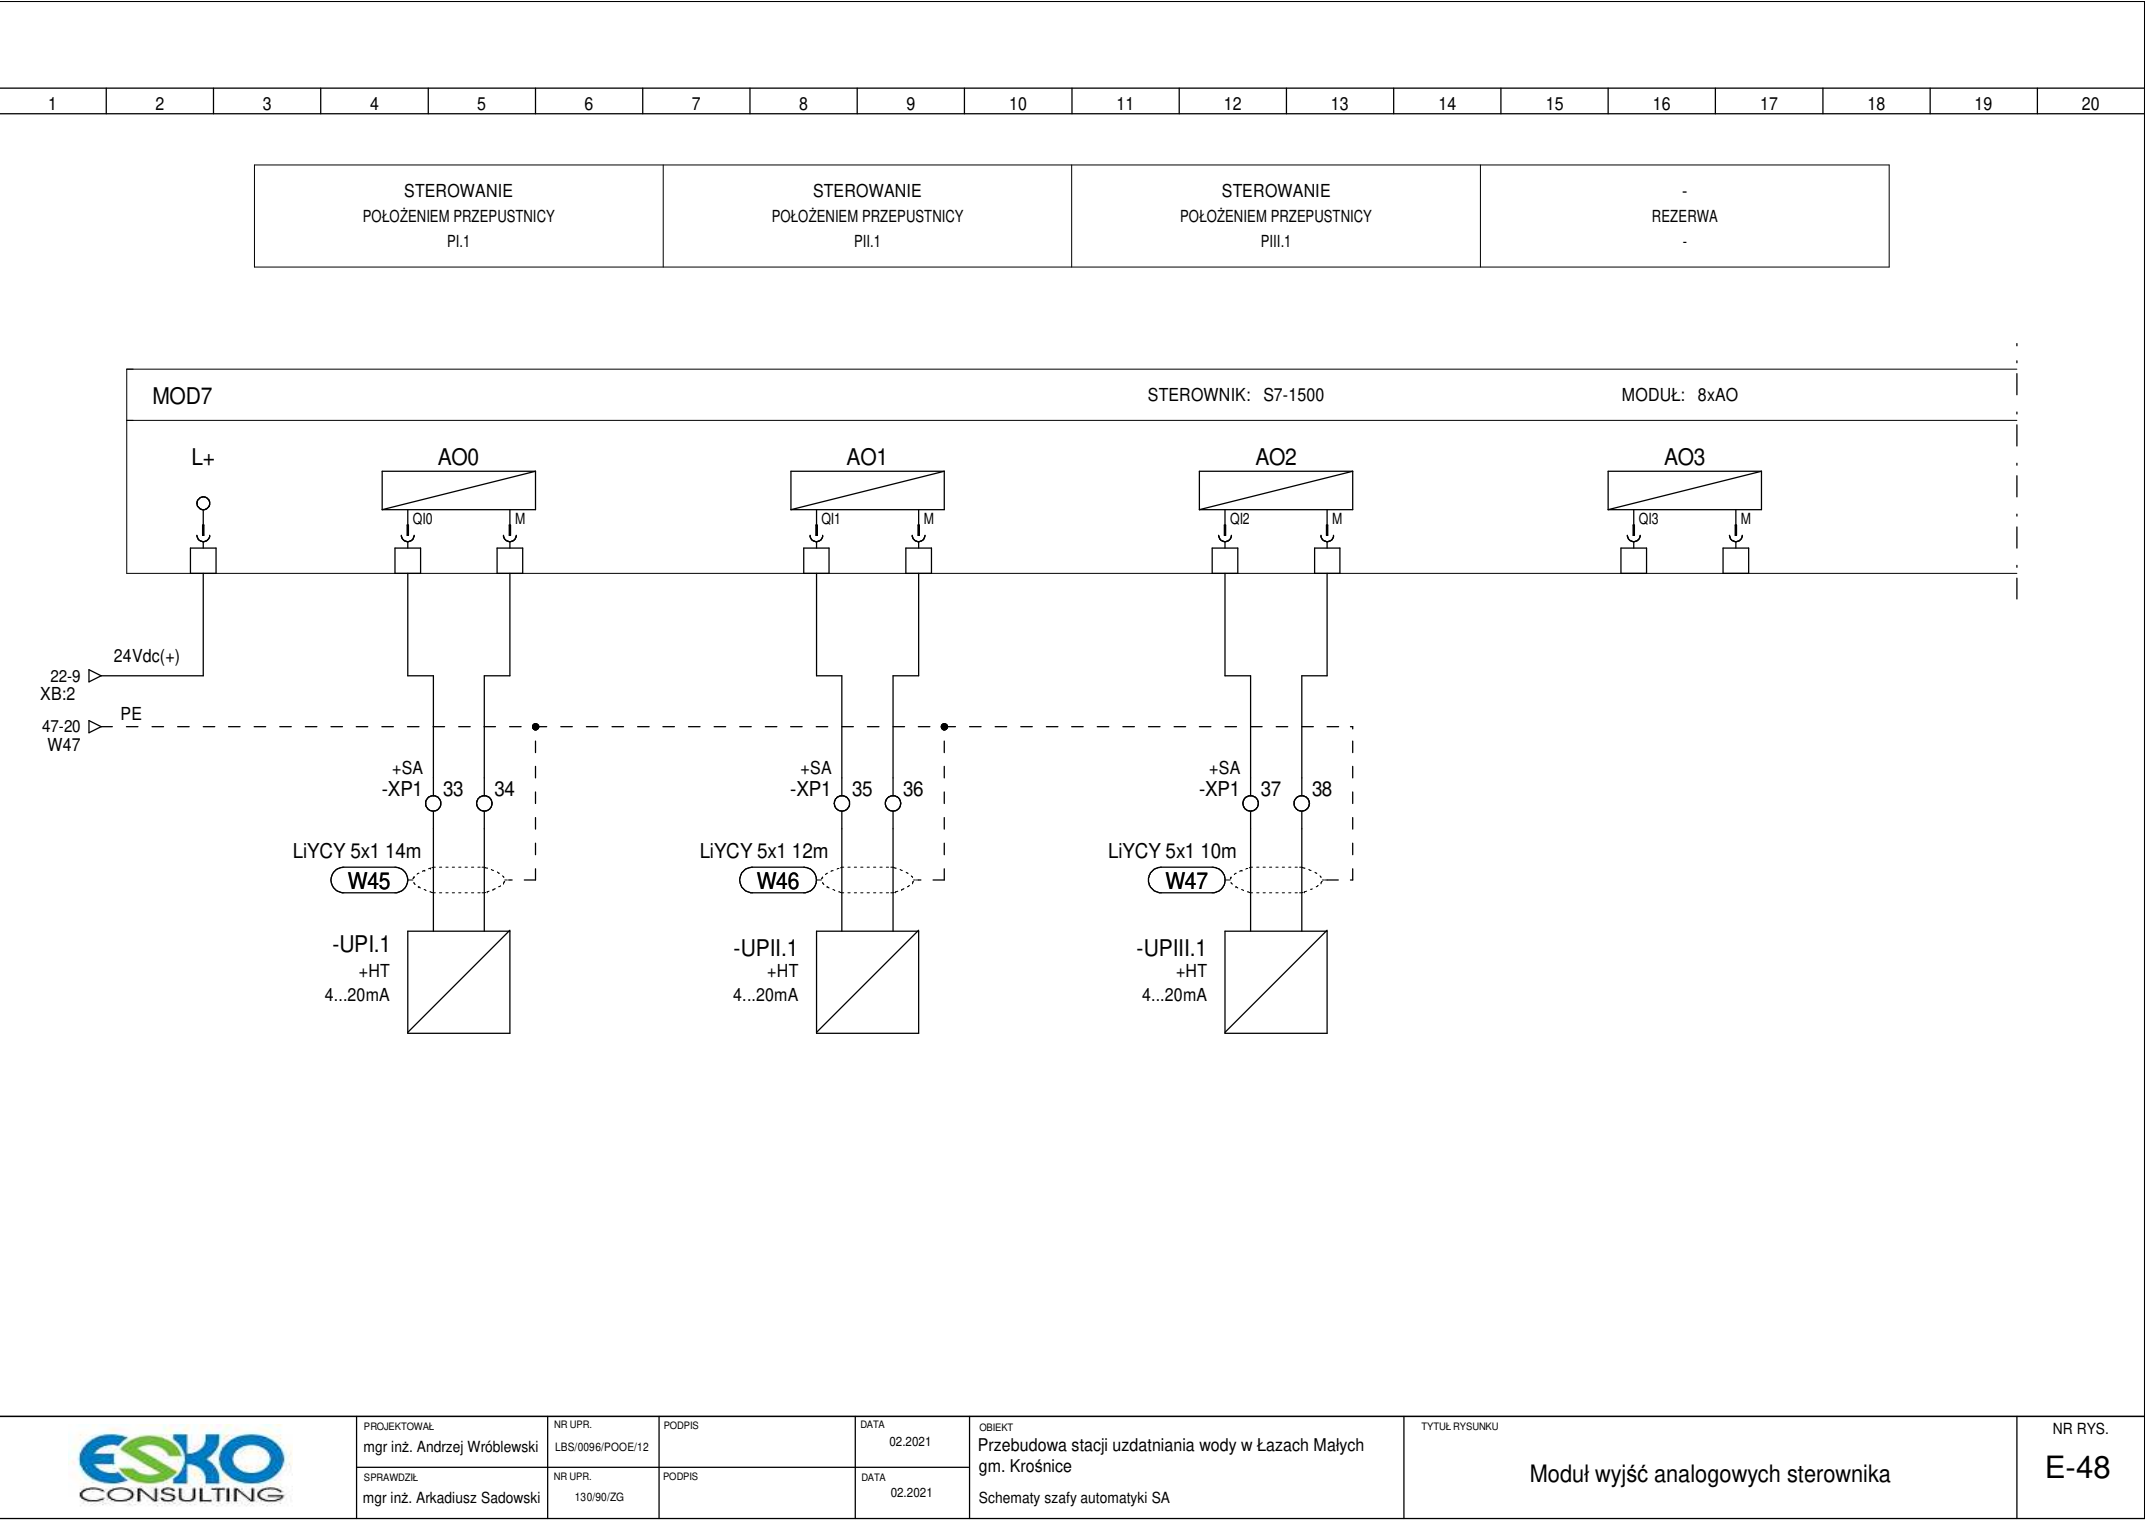 1 2 3 4 5 6 7 8 9 10 11 12 13 14 15 16 17 18 19 20
STEROWANIE
POŁOŻENIEM PRZEPUSTNICY
PI.1
STEROWANIE
POŁOŻENIEM PRZEPUSTNICY
PII.1
STEROWANIE
POŁOŻENIEM PRZEPUSTNICY
PIII.1
-
REZERWA
-
MOD7 STEROWNIK: S7-1500 MODUŁ: 8xAO
L+ AO0 AO1 AO2 AO3
QI0 M QI1 M QI2 M QI3 M
24Vdc(+)
22-9
XB:2
PE
47-20
W47
+SA
-XP1 33 34
+SA
-XP1 35 36
+SA
-XP1 37 38
LiYCY 5x1 14m
W45
LiYCY 5x1 12m
W46
LiYCY 5x1 10m
W47
-UPI.1
+HT
4...20mA
-UPII.1
+HT
4...20mA
-UPIII.1
+HT
4...20mA
ESKO
CONSULTING
PROJEKTOWAŁ
mgr inż. Andrzej Wróblewski
NR UPR.
LBS/0096/POOE/12
PODPIS
DATA
02.2021
SPRAWDZIŁ
mgr inż. Arkadiusz Sadowski
NR UPR.
130/90/ZG
PODPIS
DATA
02.2021
OBIEKT
Przebudowa stacji uzdatniania wody w Łazach Małych
gm. Krośnice
Schematy szafy automatyki SA
TYTUŁ RYSUNKU
Moduł wyjść analogowych sterownika
NR RYS.
E-48